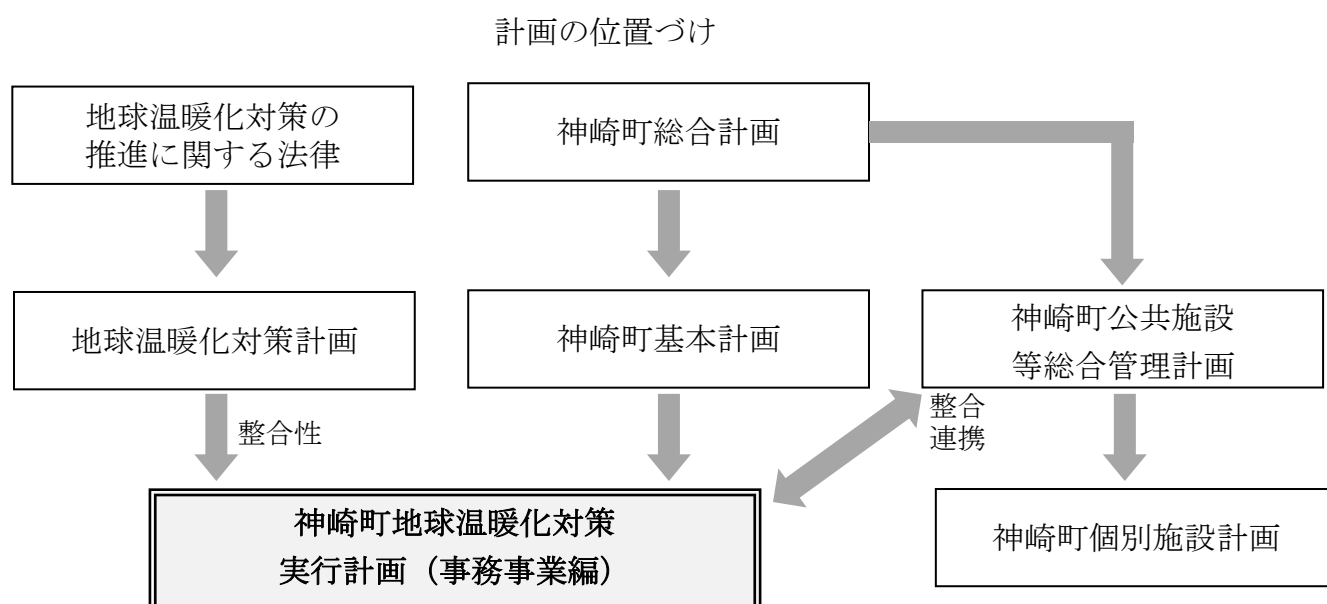 計画の位置づけ
地球温暖化対策の
推進に関する法律
神崎町総合計画
地球温暖化対策計画
神崎町基本計画
神崎町公共施設
等総合管理計画
整合性
整合
連携
神崎町地球温暖化対策
実行計画（事務事業編）
神崎町個別施設計画